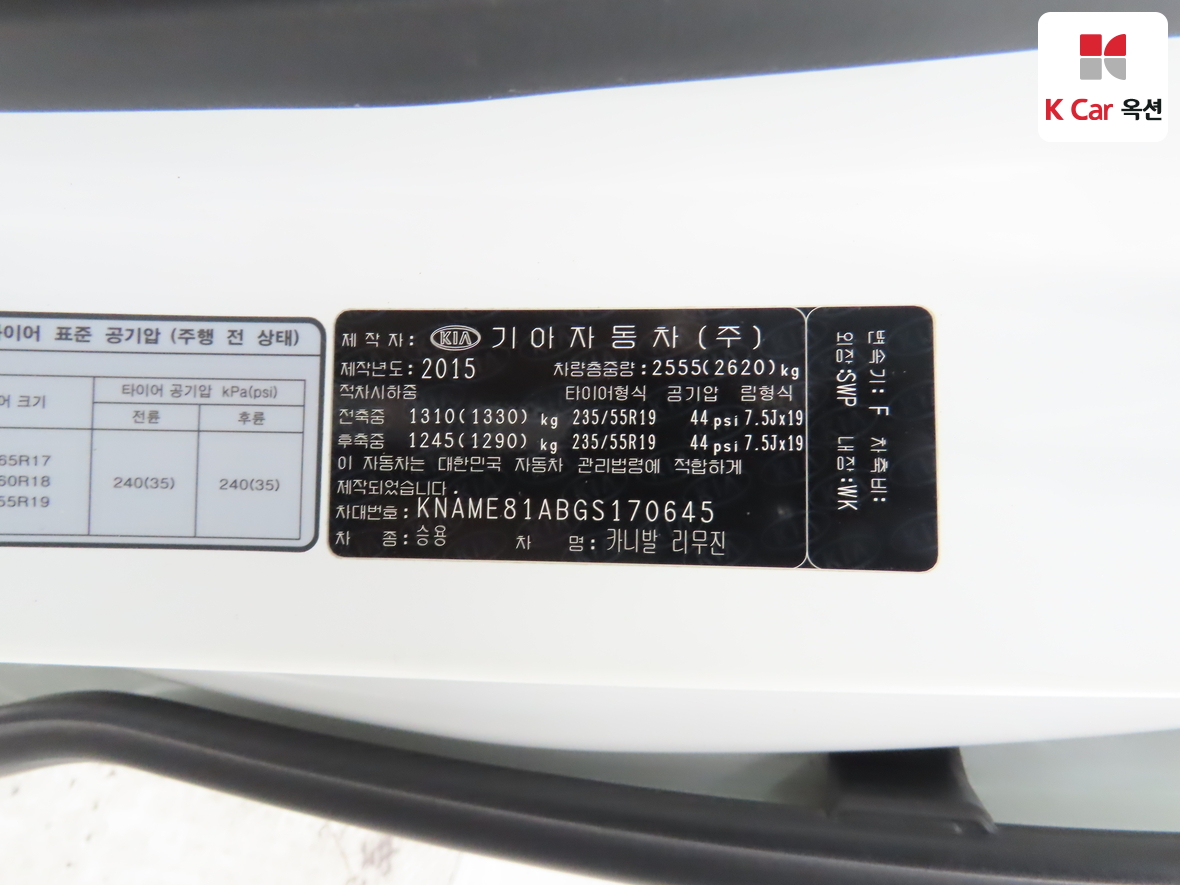 K Car 옥션
타이어 표준 공기압 (주행 전 상태)
타이어 공기압 kPa(psi)
어 크기
전륜 후륜
65R17
60R18
55R19
240(35) 240(35)
제 작 자: KIA 기아자동차(주)
제작년도: 2015 차량총중량: 2555(2620)kg
적차시하중 타이어형식 공기압 림형식
전축중 1310(1330) kg 235/55R19 44 psi 7.5Jx19
후축중 1245(1290) kg 235/55R19 44 psi 7.5Jx19
이 자동차는 대한민국 자동차 관리법령에 적합하게
제작되었습니다.
차대번호: KNAME81ABGS170645
차 종: 승용 차 명: 카니발 리무진
변속기: F 차축비:
외장:SWP 내장:WK